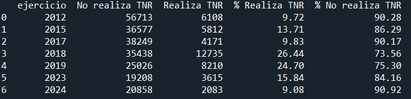 ejercicio No realiza TNR Realiza TNR % Realiza TNR % No realiza TNR
0 2012 56713 6108 9.72 90.28
1 2015 36577 5812 13.71 86.29
2 2017 38249 4171 9.83 90.17
3 2018 35438 12735 26.44 73.56
4 2019 25026 8210 24.70 75.30
5 2023 19208 3615 15.84 84.16
6 2024 20858 2083 9.08 90.92